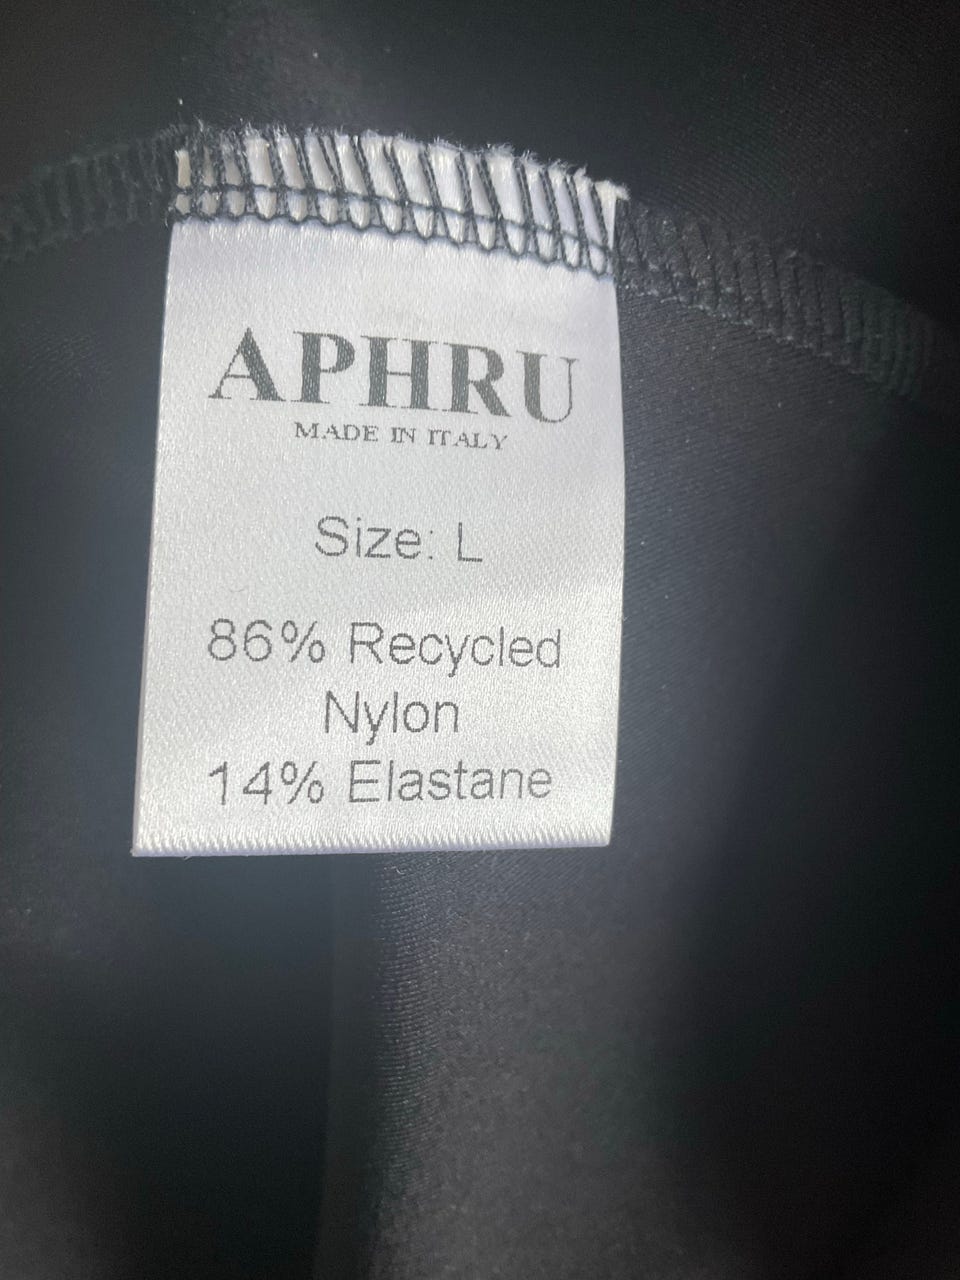 APHRU
MADE IN ITALY
Size: L
86% Recycled
Nylon
14% Elastane